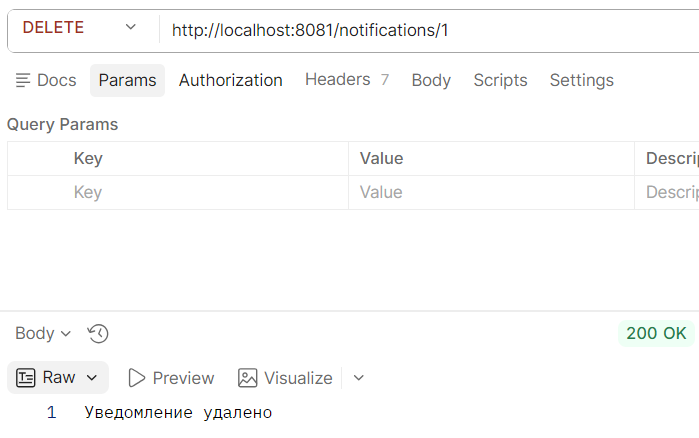 DELETE http://localhost:8081/notifications/1
Docs Params Authorization Headers 7 Body Scripts Settings
Query Params
Key Value Descrip
Key Value Descrip
Body 200 OK
Raw Preview Visualize
1 Уведомление удалено